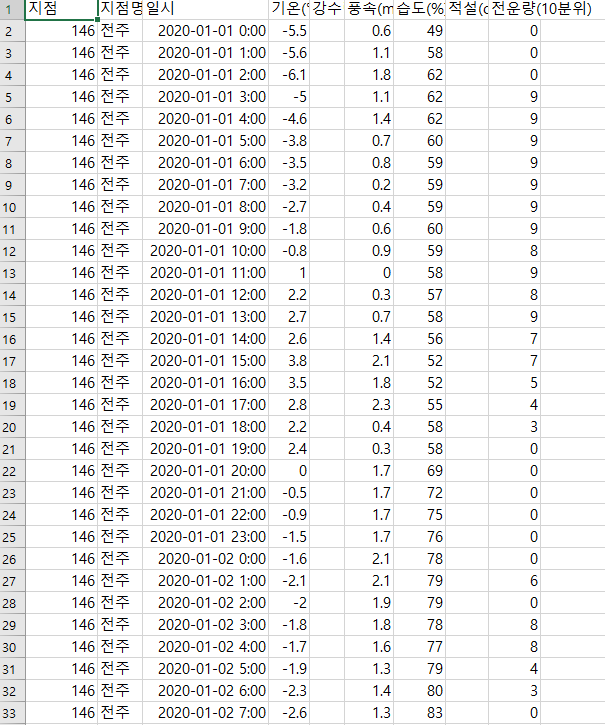 1 지점 지점명 일시 기온(° 강수 풍속(m 습도(% 적설(c 전운량(10분위)
2 146 전주 2020-01-01 0:00 -5.5 0.6 49 0
3 146 전주 2020-01-01 1:00 -5.6 1.1 58 0
4 146 전주 2020-01-01 2:00 -6.1 1.8 62 0
5 146 전주 2020-01-01 3:00 -5 1.1 62 9
6 146 전주 2020-01-01 4:00 -4.6 1.4 62 9
7 146 전주 2020-01-01 5:00 -3.8 0.7 60 9
8 146 전주 2020-01-01 6:00 -3.5 0.8 59 9
9 146 전주 2020-01-01 7:00 -3.2 0.2 59 9
10 146 전주 2020-01-01 8:00 -2.7 0.4 59 9
11 146 전주 2020-01-01 9:00 -1.8 0.6 60 9
12 146 전주 2020-01-01 10:00 -0.8 0.9 59 8
13 146 전주 2020-01-01 11:00 1 0 58 9
14 146 전주 2020-01-01 12:00 2.2 0.3 57 8
15 146 전주 2020-01-01 13:00 2.7 0.7 58 9
16 146 전주 2020-01-01 14:00 2.6 1.4 56 7
17 146 전주 2020-01-01 15:00 3.8 2.1 52 7
18 146 전주 2020-01-01 16:00 3.5 1.8 52 5
19 146 전주 2020-01-01 17:00 2.8 2.3 55 4
20 146 전주 2020-01-01 18:00 2.2 0.4 58 3
21 146 전주 2020-01-01 19:00 2.4 0.3 58 0
22 146 전주 2020-01-01 20:00 0 1.7 69 0
23 146 전주 2020-01-01 21:00 -0.5 1.7 72 0
24 146 전주 2020-01-01 22:00 -0.9 1.7 75 0
25 146 전주 2020-01-01 23:00 -1.5 1.7 76 0
26 146 전주 2020-01-02 0:00 -1.6 2.1 78 0
27 146 전주 2020-01-02 1:00 -2.1 2.1 79 6
28 146 전주 2020-01-02 2:00 -2 1.9 79 0
29 146 전주 2020-01-02 3:00 -1.8 1.8 78 8
30 146 전주 2020-01-02 4:00 -1.7 1.6 77 8
31 146 전주 2020-01-02 5:00 -1.9 1.3 79 4
32 146 전주 2020-01-02 6:00 -2.3 1.4 80 3
33 146 전주 2020-01-02 7:00 -2.6 1.3 83 0